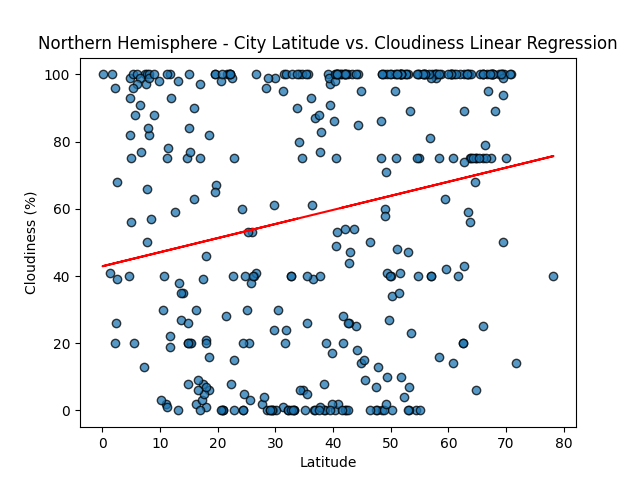 Northern Hemisphere - City Latitude vs. Cloudiness Linear Regression
100
80
60
40
20
0
Cloudiness (%)
0 10 20 30 40 50 60 70 80
Latitude